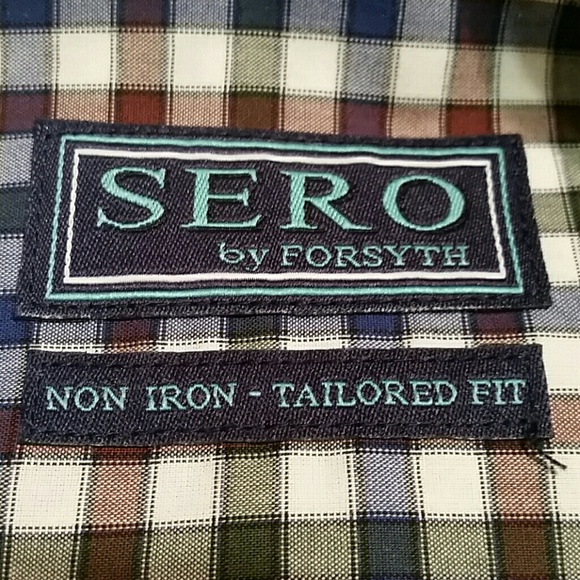 SERO
by FORSYTH
NON IRON - TAILORED FIT